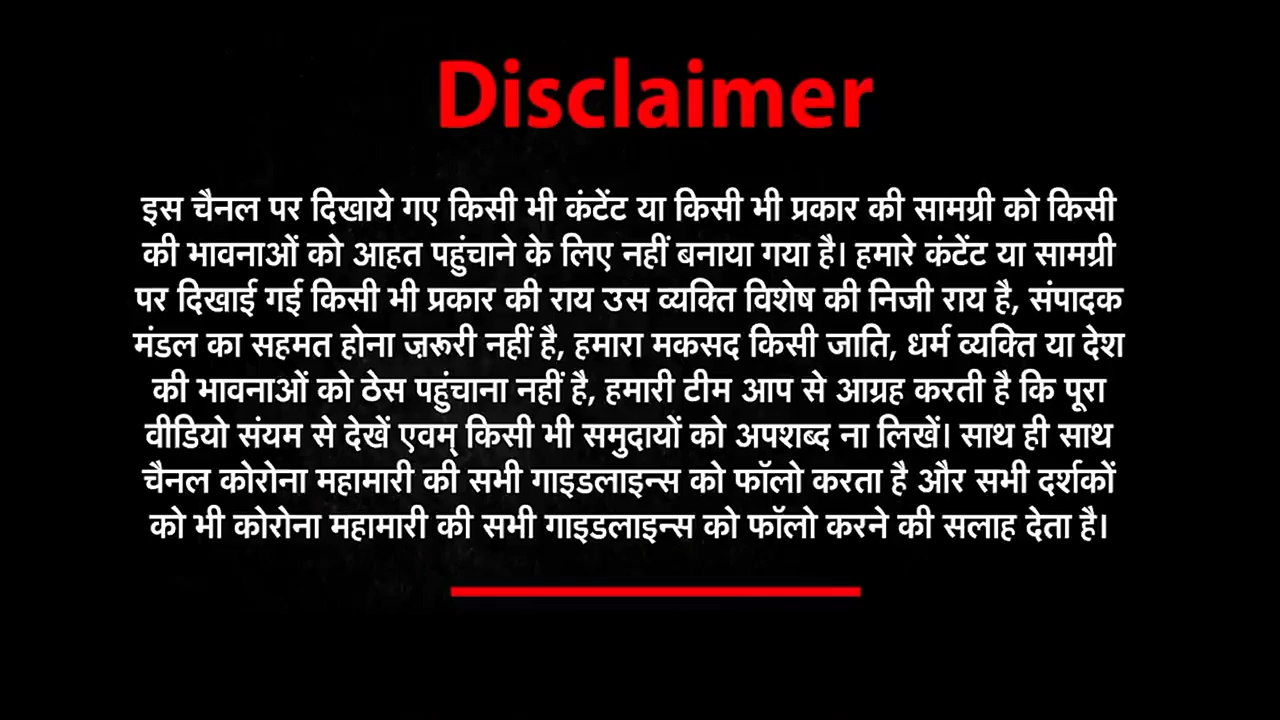 Disclaimer
इस चैनल पर दिखाये गए किसी भी कंटेंट या किसी भी प्रकार की सामग्री को किसी
की भावनाओं को आहत पहुंचाने के लिए नहीं बनाया गया है। हमारे कंटेंट या सामग्री
पर दिखाई गई किसी भी प्रकार की राय उस व्यक्ति विशेष की निजी राय है, संपादक
मंडल का सहमत होना ज़रूरी नहीं है, हमारा मकसद किसी जाति, धर्म व्यक्ति या देश
की भावनाओं को ठेस पहुंचाना नहीं है, हमारी टीम आप से आग्रह करती है कि पूरा
वीडियो संयम से देखें एवम् किसी भी समुदायों को अपशब्द ना लिखें। साथ ही साथ
चैनल कोरोना महामारी की सभी गाइडलाइन्स को फॉलो करता है और सभी दर्शकों
को भी कोरोना महामारी की सभी गाइडलाइन्स को फॉलो करने की सलाह देता है।